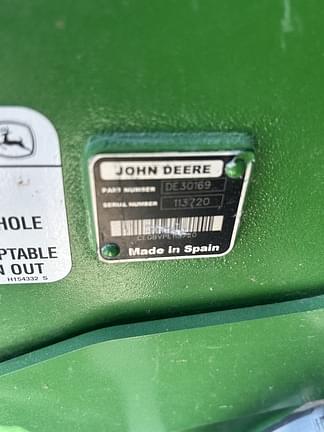 JOHN DEERE
PART NUMBER DE30169
SERIAL NUMBER 113720
Made in Spain
HOLE
PTABLE
N OUT
H154332 S